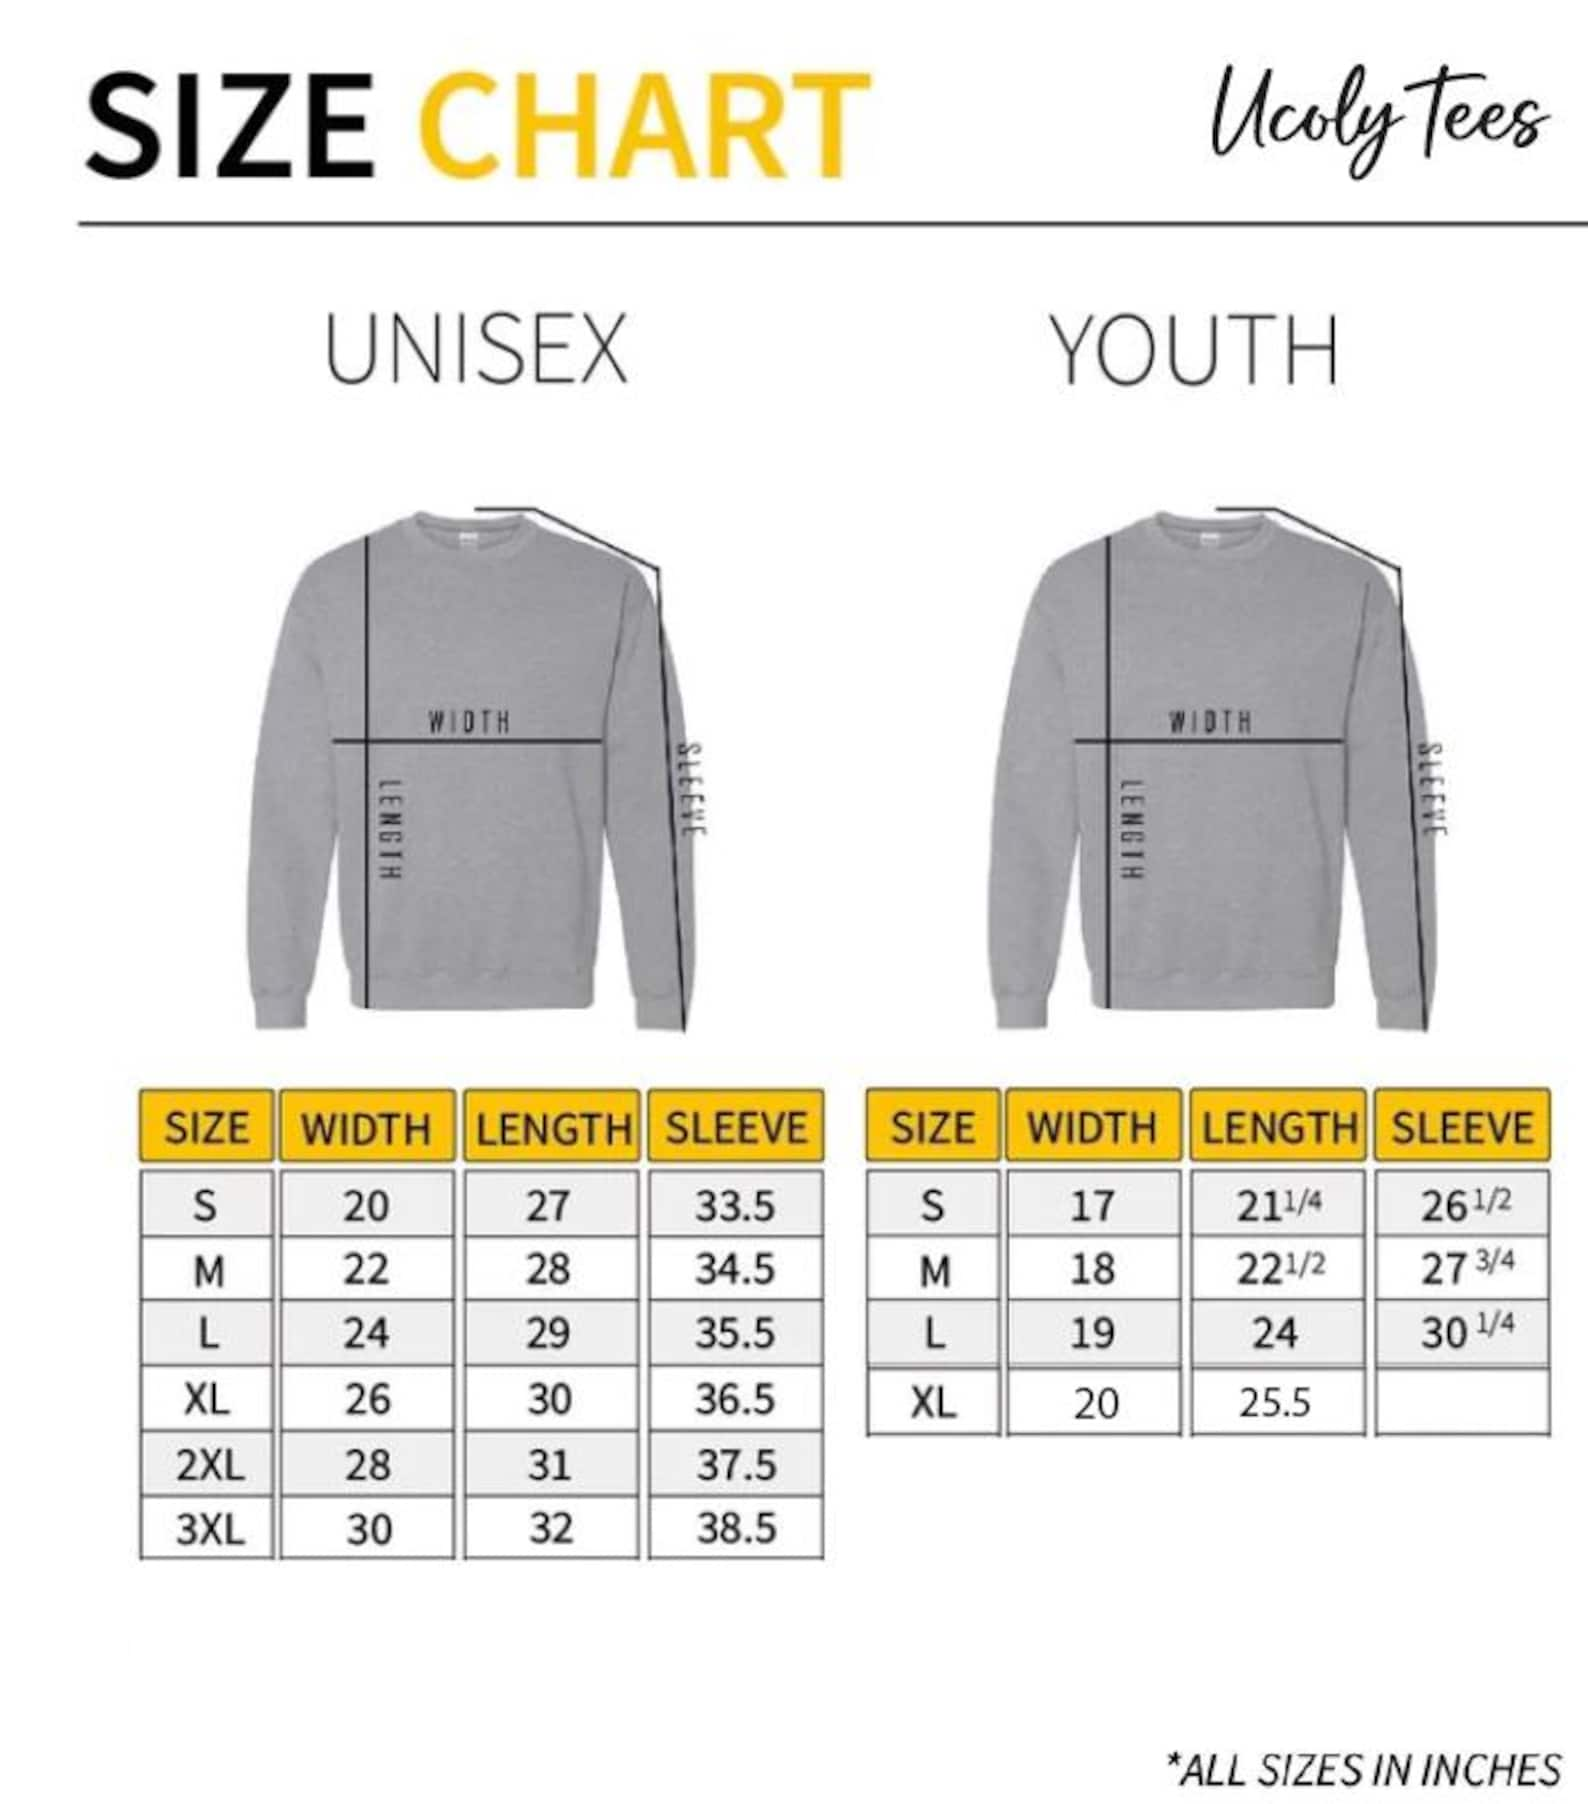 SIZE CHART
Ucoly Tees
UNISEX
YOUTH
WIDTH
LENGTH
SLEEVE
WIDTH
LENGTH
SLEEVE
SIZE WIDTH LENGTH SLEEVE
S 20 27 33.5
M 22 28 34.5
L 24 29 35.5
XL 26 30 36.5
2XL 28 31 37.5
3XL 30 32 38.5
SIZE WIDTH LENGTH SLEEVE
S 17 21 1/4 26 1/2
M 18 22 1/2 27 3/4
L 19 24 30 1/4
XL 20 25.5
*ALL SIZES IN INCHES